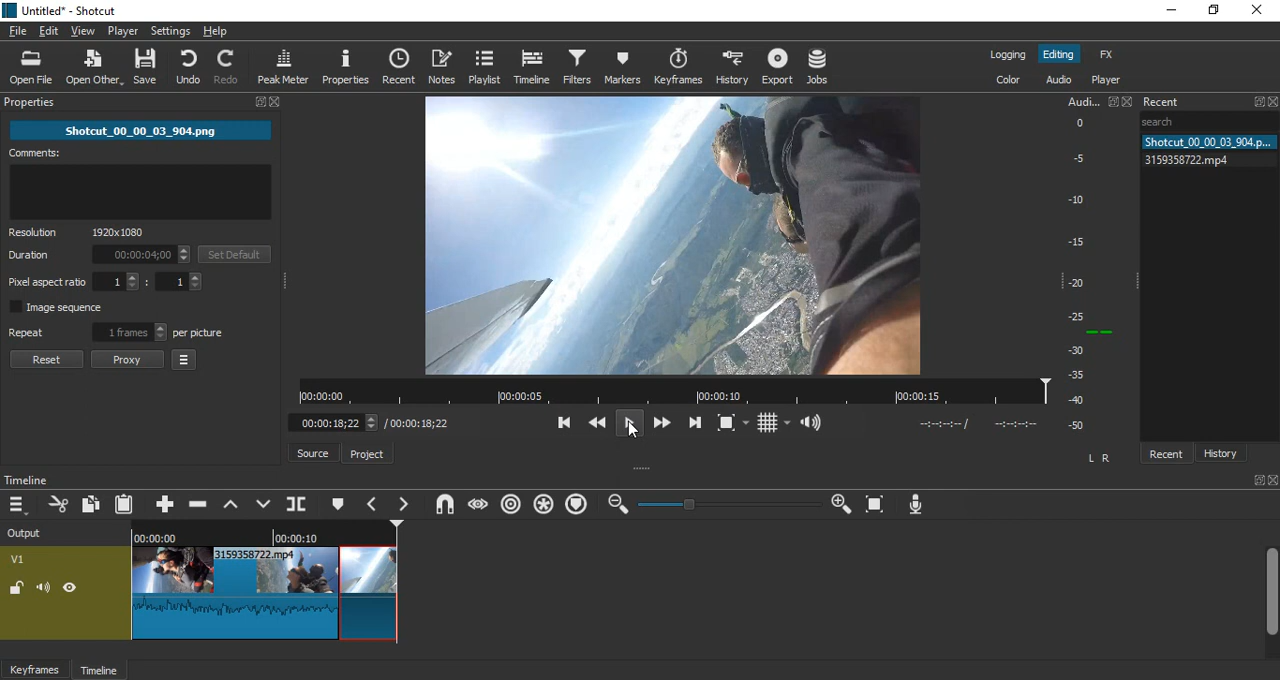 Untitled* - Shotcut
File Edit View Player Settings Help
Open File Open Other Save Undo Redo Peak Meter Properties Recent Notes Playlist Timeline Filters Markers Keyframes History Export Jobs
Logging Editing FX
Color Audio Player
Properties
Shotcut_00_00_03_904.png
Comments:
Resolution 1920x1080
Duration 00:00:04;00 Set Default
Pixel aspect ratio 1 : 1
Image sequence
Repeat 1 frames per picture
Reset Proxy
00:00:00 00:00:05 00:00:10 00:00:15
00:00:18;22 / 00:00:18;22 --:--:--:-- / --:--:--:--
Source Project
Audi...
0
-5
-10
-15
-20
-25
-30
-35
-40
-50
L R
Recent
search
Shotcut_00_00_03_904.p...
3159358722.mp4
Recent History
Timeline
Output 00:00:00 00:00:10
V1
3159358722.mp4
Keyframes Timeline